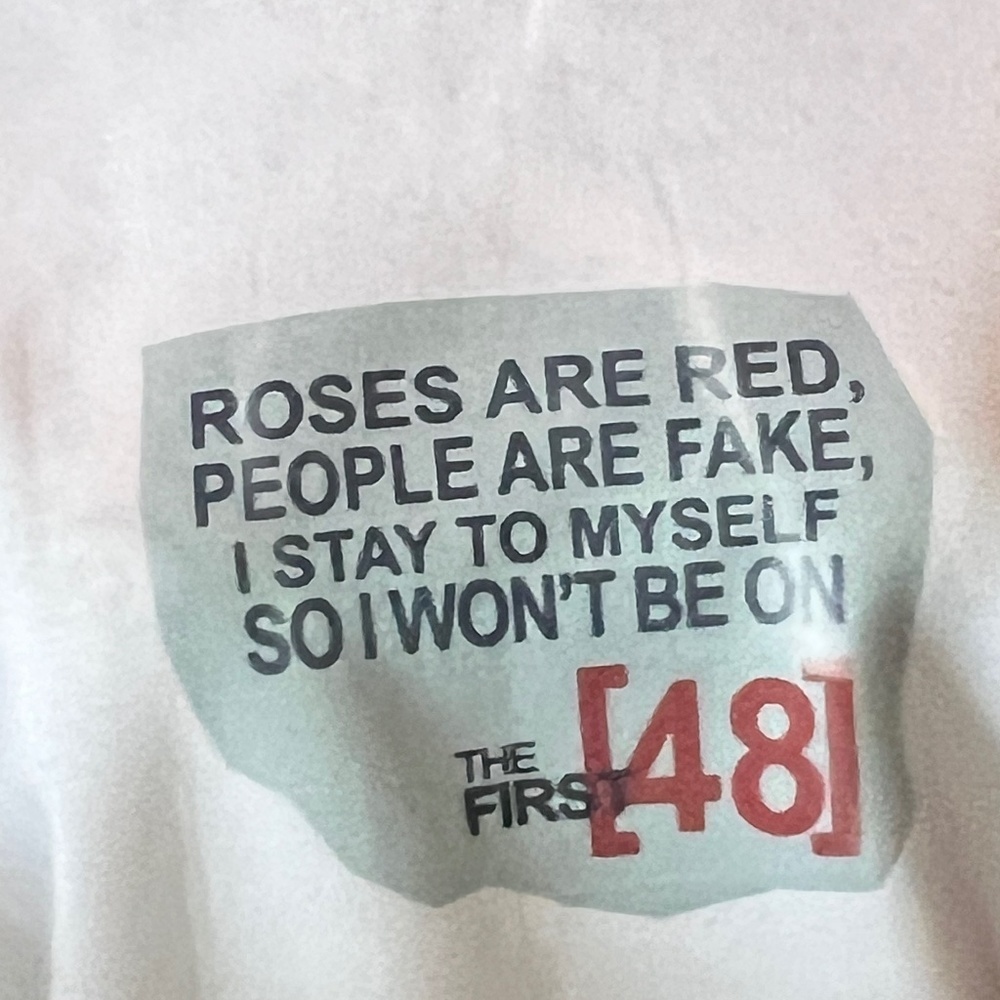 ROSES ARE RED,
PEOPLE ARE FAKE,
I STAY TO MYSELF
SO I WON'T BE ON
THE
FIRST [48]